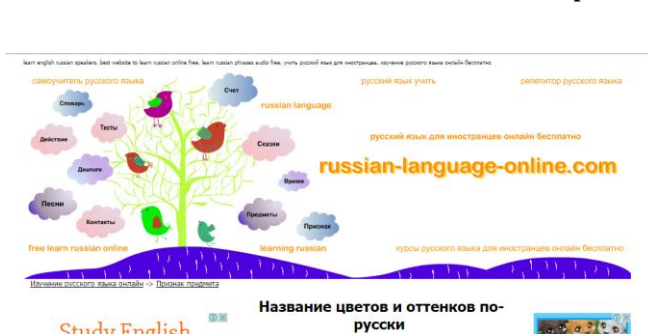 learn english russian speakers, best website to learn russian online free, learn russian phrases audio free, учить русский язык для иностранцев, изучение русского языка онлайн бесплатно
самоучитель русского языка
русский язык учить
репетитор русского языка
Словарь
Счет
russian language
Действие
Тесты
Сказки
русский язык для иностранцев онлайн бесплатно
Диалоги
Время
russian-language-online.com
Песни
Контакты
Предметы
Признак
free learn russian online
learning russian
курсы русского языка для иностранцев онлайн бесплатно
Изучение русского языка онлайн -> Признак предмета
Название цветов и оттенков по-
русски
Study English